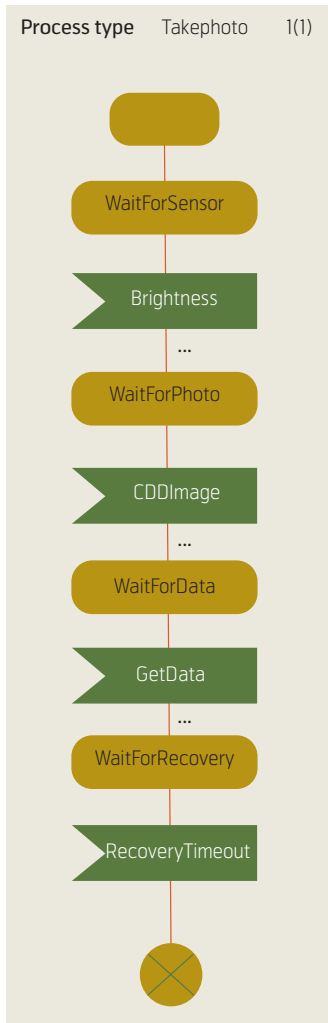 Process type Takephoto 1(1)
WaitForSensor
Brightness
...
WaitForPhoto
CDDImage
...
WaitForData
GetData
...
WaitForRecovery
RecoveryTimeout